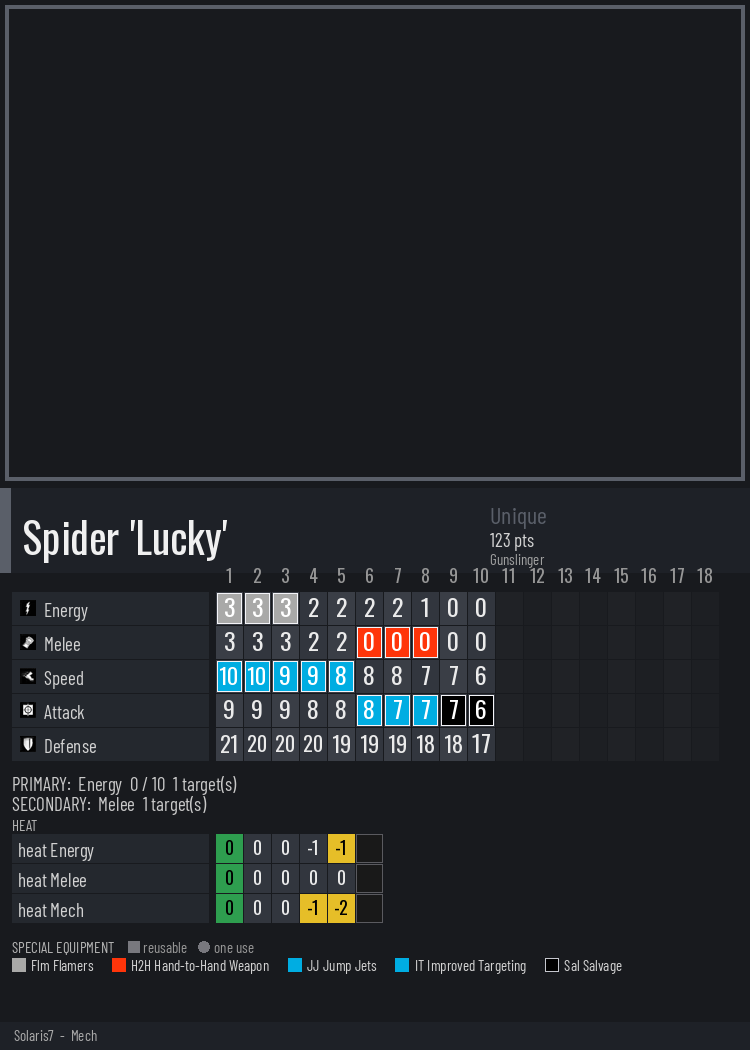 Spider 'Lucky'
Unique
123 pts
Gunslinger
1 2 3 4 5 6 7 8 9 10 11 12 13 14 15 16 17 18
Energy 3 3 3 2 2 2 2 1 0 0
Melee 3 3 3 2 2 0 0 0 0 0
Speed 10 10 9 9 8 8 8 7 7 6
Attack 9 9 9 8 8 8 7 7 7 6
Defense 21 20 20 20 19 19 19 18 18 17
PRIMARY: Energy 0 / 10 1 target(s)
SECONDARY: Melee 1 target(s)
HEAT
heat Energy 0 0 0 -1 -1
heat Melee 0 0 0 0 0
heat Mech 0 0 0 -1 -2
SPECIAL EQUIPMENT reusable one use
Flm Flamers H2H Hand-to-Hand Weapon JJ Jump Jets IT Improved Targeting Sal Salvage
Solaris7 - Mech